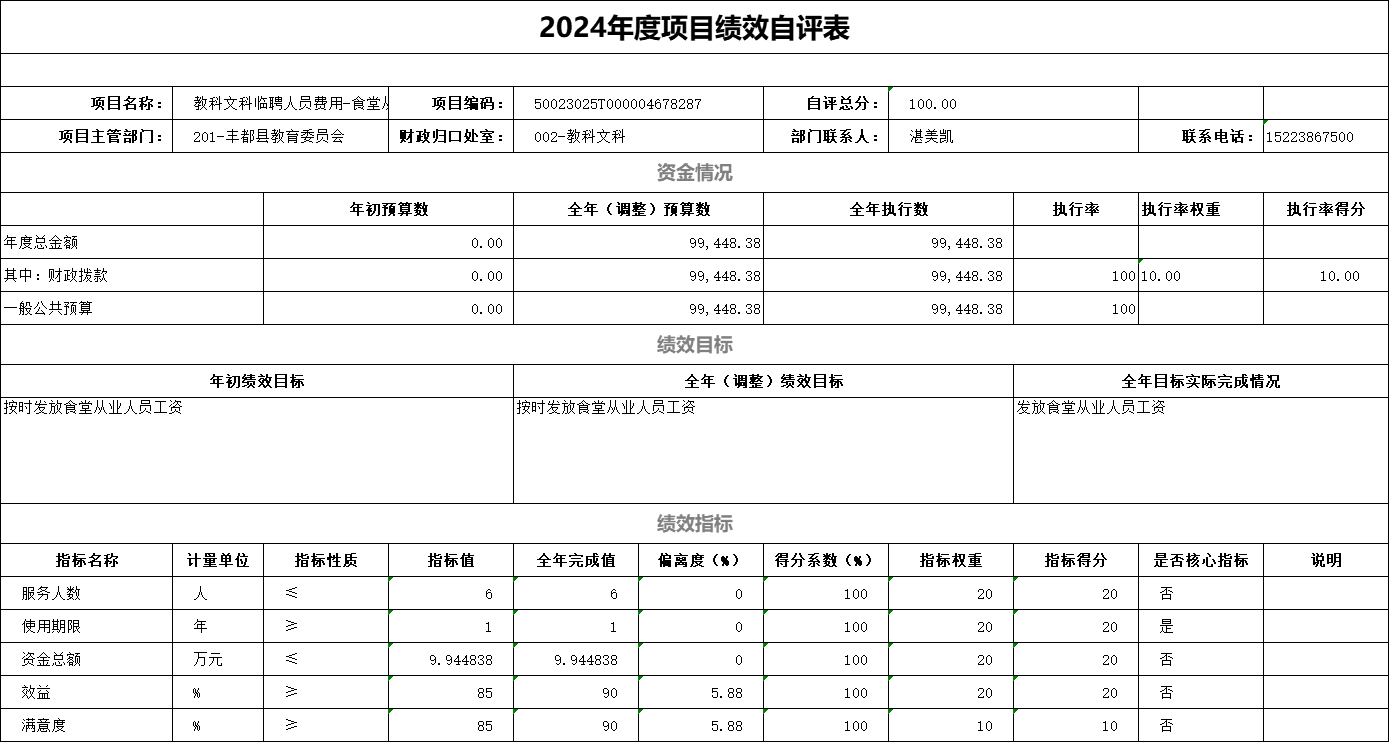 2024年度项目绩效自评表
项目名称： 教科文科临聘人员费用-食堂 项目编码： 50023025T000004678287 自评总分： 100.00
项目主管部门： 201-丰都县教育委员会 财政归口处室： 002-教科文科 部门联系人： 湛美凯 联系电话： 15223867500
资金情况
年初预算数 全年（调整）预算数 全年执行数 执行率 执行率权重 执行率得分
年度总金额 0.00 99,448.38 99,448.38
其中：财政拨款 0.00 99,448.38 99,448.38 100 10.00 10.00
一般公共预算 0.00 99,448.38 99,448.38 100
绩效目标
年初绩效目标 全年（调整）绩效目标 全年目标实际完成情况
按时发放食堂从业人员工资 按时发放食堂从业人员工资 发放食堂从业人员工资
绩效指标
指标名称 计量单位 指标性质 指标值 全年完成值 偏离度（%） 得分系数（%） 指标权重 指标得分 是否核心指标 说明
服务人数 人 ≤ 6 6 0 100 20 20 否
使用期限 年 ≥ 1 1 0 100 20 20 是
资金总额 万元 ≤ 9.944838 9.944838 0 100 20 20 否
效益 % ≥ 85 90 5.88 100 20 20 否
满意度 % ≥ 85 90 5.88 100 10 10 否